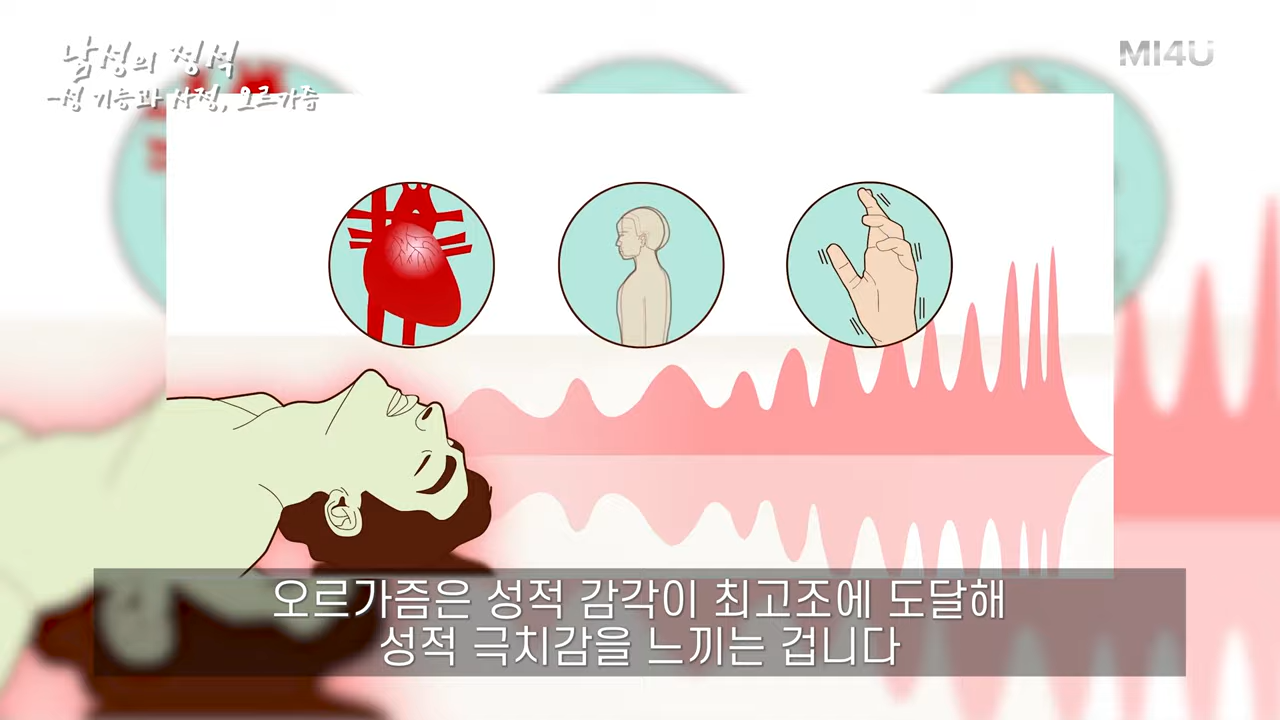 남성의 정석
-성 기능과 사정, 오르가즘
MI4U
오르가즘은 성적 감각이 최고조에 도달해
성적 극치감을 느끼는 겁니다